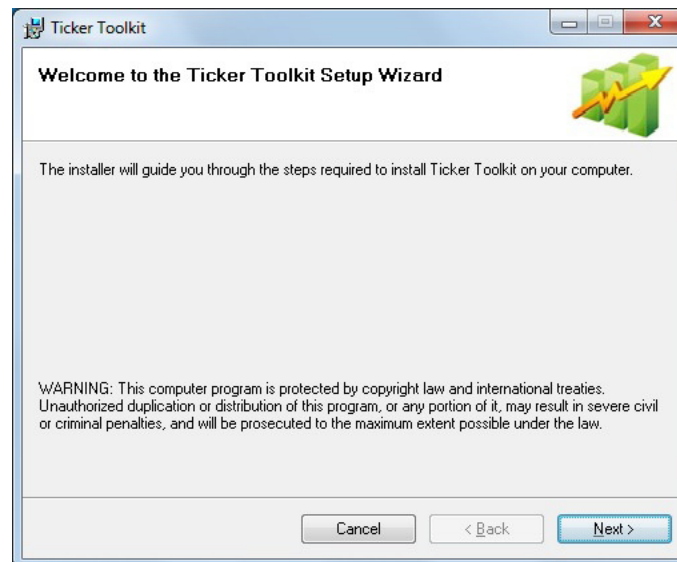 Ticker Toolkit
Welcome to the Ticker Toolkit Setup Wizard
The installer will guide you through the steps required to install Ticker Toolkit on your computer.
WARNING: This computer program is protected by copyright law and international treaties.
Unauthorized duplication or distribution of this program, or any portion of it, may result in severe civil
or criminal penalties, and will be prosecuted to the maximum extent possible under the law.
Cancel
< Back
Next >